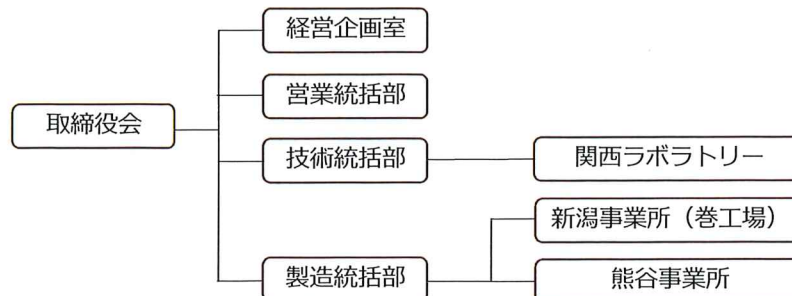 経営企画室
営業統括部
取締役会
技術統括部
関西ラボラトリー
新潟事業所（巻工場）
製造統括部
熊谷事業所